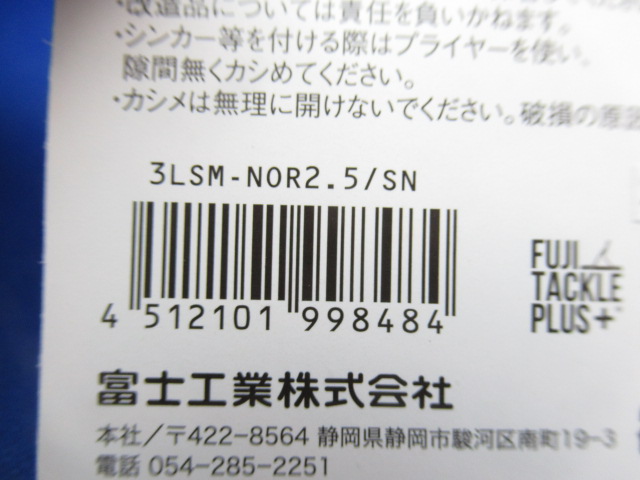 ・改造品については責任を負いかねます。
・シンカー等を付ける際はプライヤーを使い、
隙間無くカシめてください。
・カシメは無理に開けないでください。破損の原因
3LSM-NOR2.5/SN
4 512101 998484
FUJI
TACKLE
PLUS+
富士工業株式会社
本社／〒422-8564 静岡県静岡市駿河区南町19-3
電話 054-285-2251